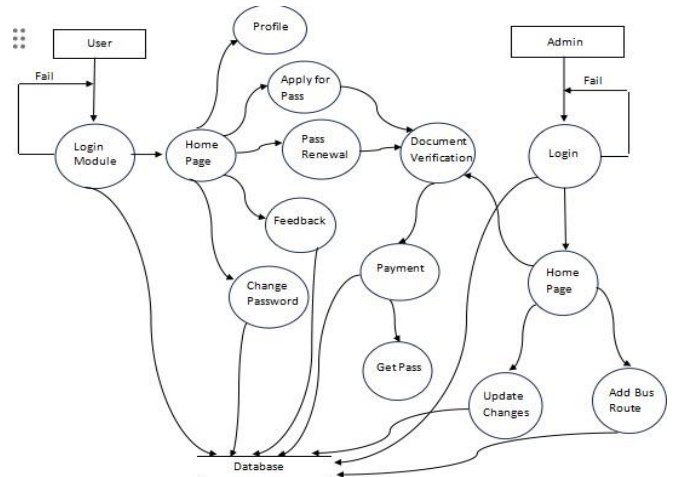 Profile
User
Admin
Fail
Apply for
Pass
Fail
Login
Module
Home
Page
Pass
Renewal
Document
Verification
Login
Feedback
Payment
Home
Page
Change
Password
Get Pass
Update
Changes
Add Bus
Route
Database